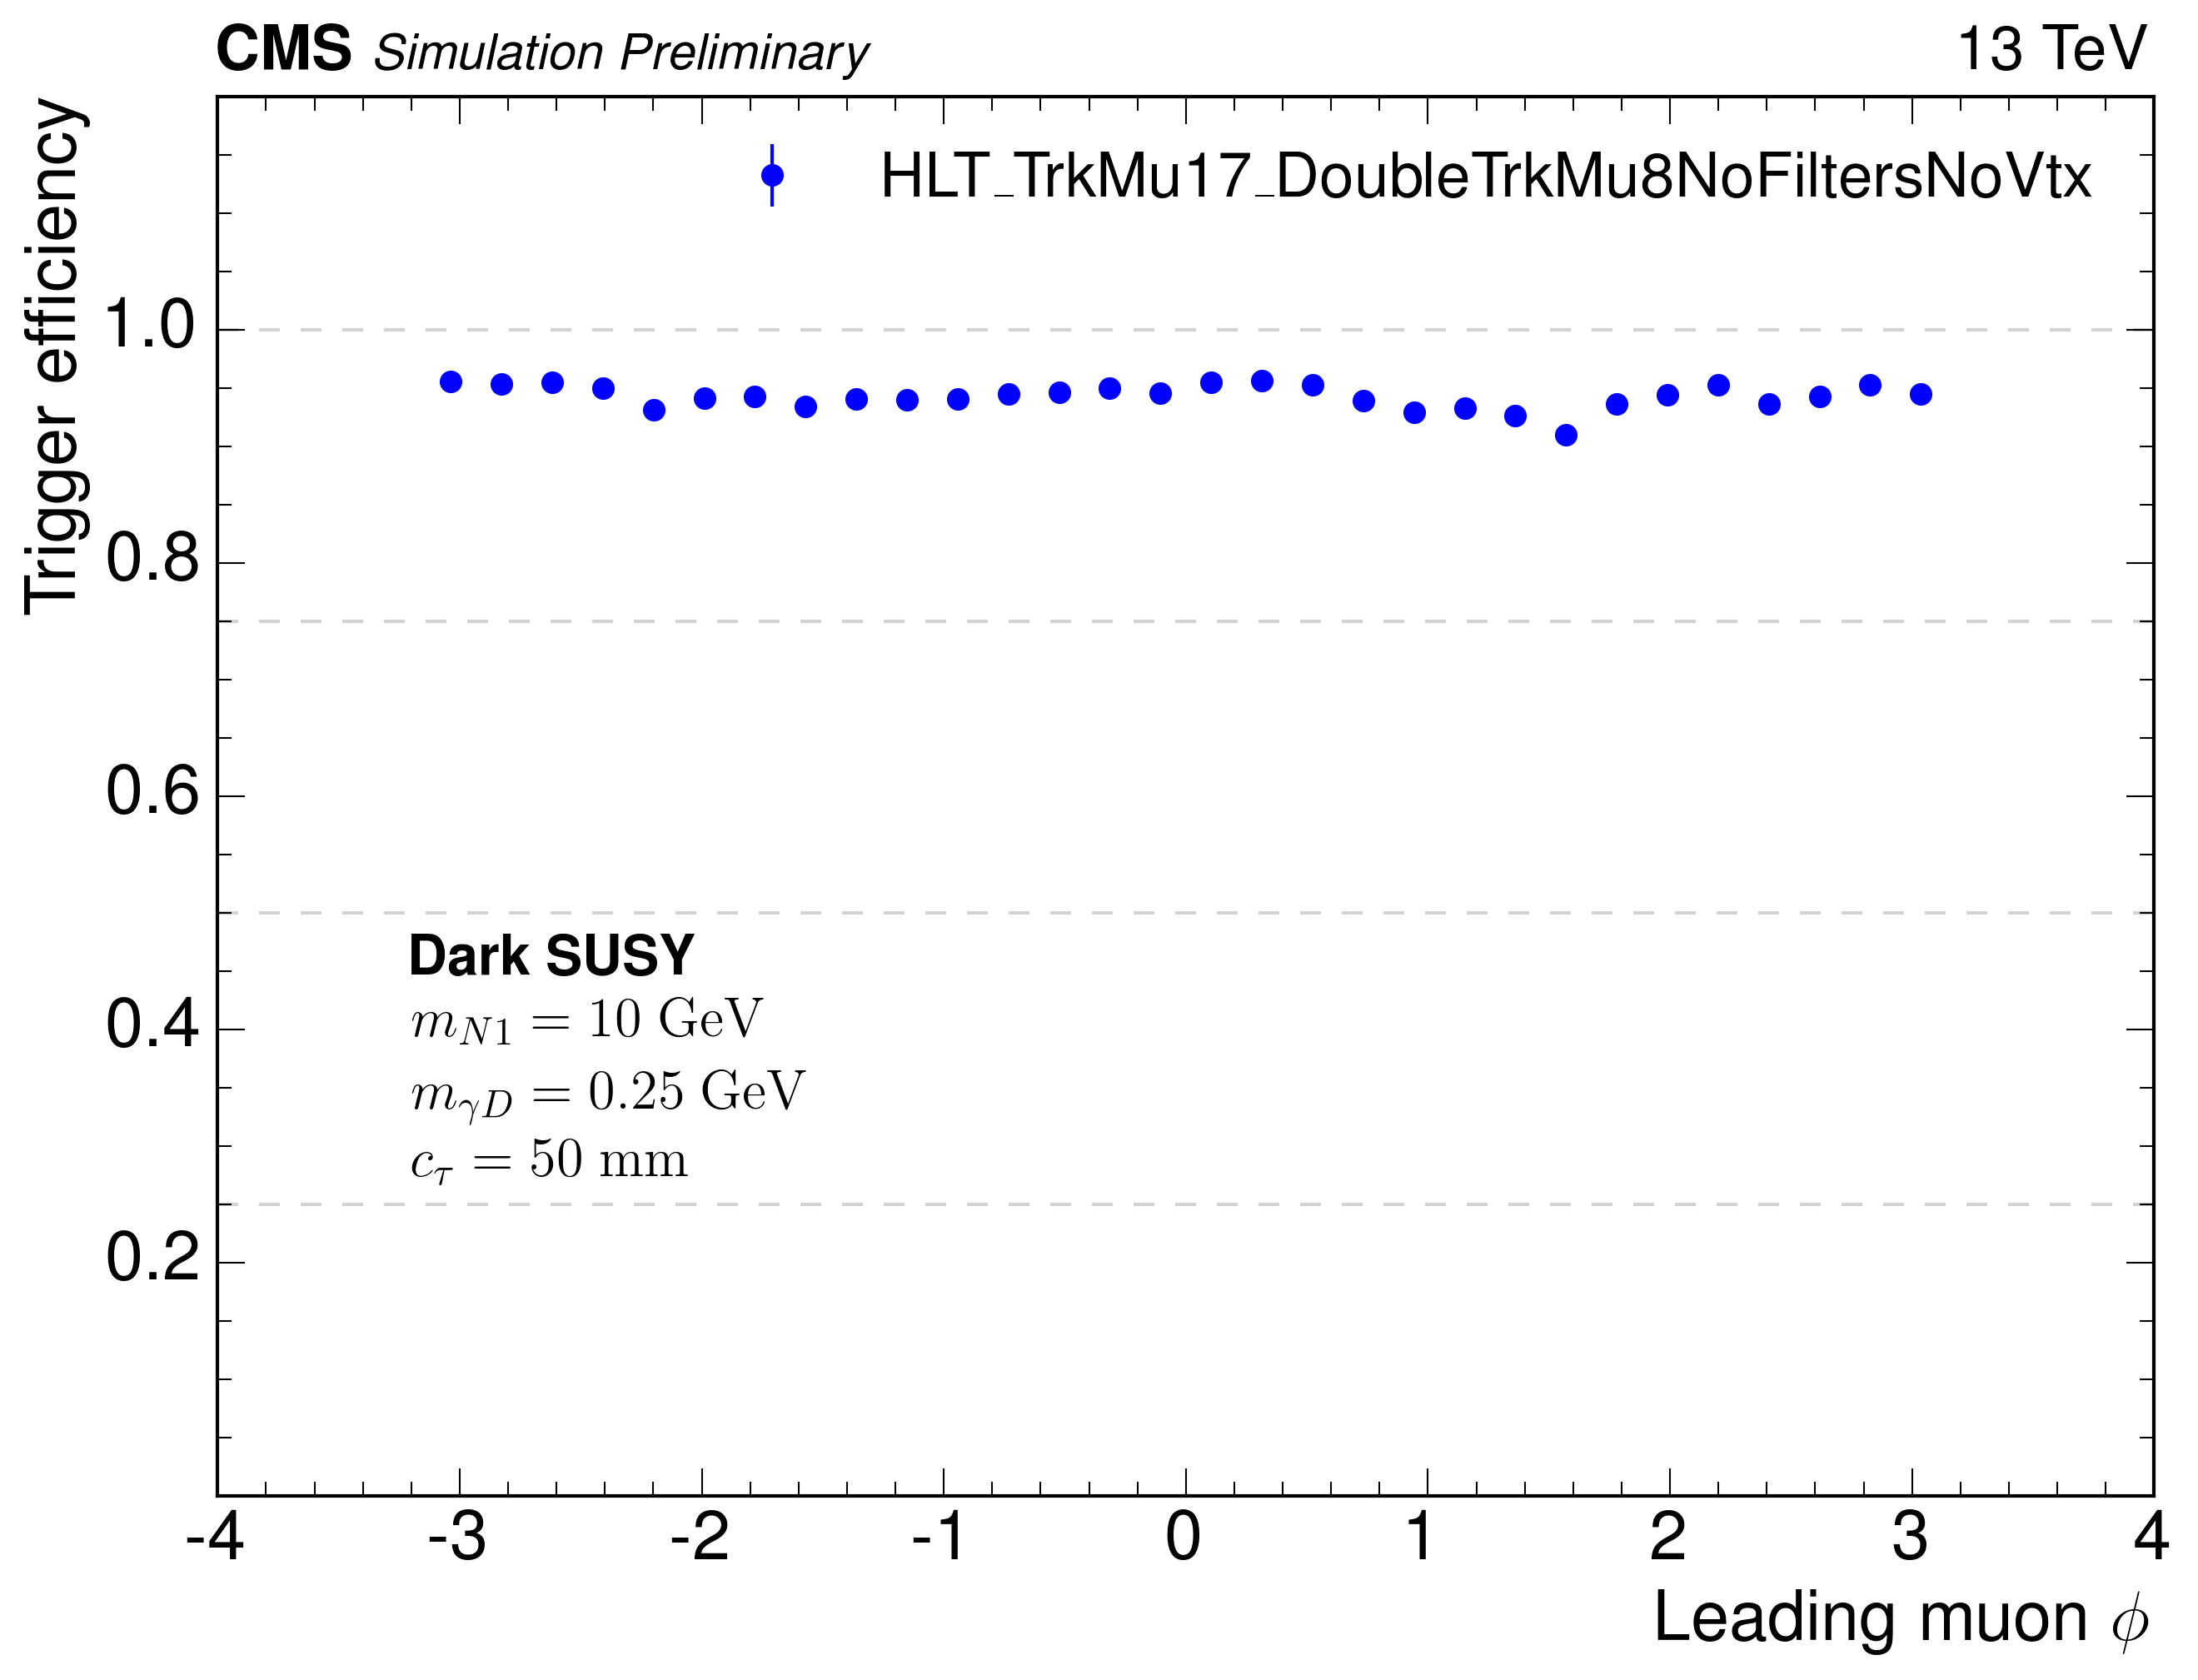 CMS Simulation Preliminary 13 TeV
Trigger efficiency
HLT_TrkMu17_DoubleTrkMu8NoFiltersNoVtx
1.0
0.8
0.6
0.4
0.2
Dark SUSY
m_{N1} = 10 GeV
m_{γD} = 0.25 GeV
c_τ = 50 mm
-4 -3 -2 -1 0 1 2 3 4
Leading muon ϕ